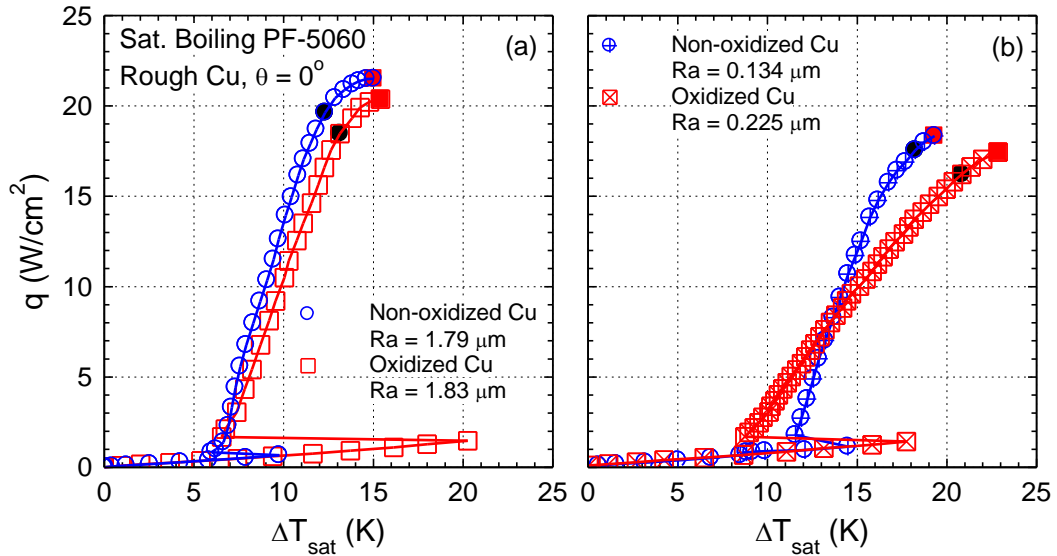 Sat. Boiling PF-5060
Rough Cu, θ = 0°
(a)
Non-oxidized Cu
Ra = 1.79 μm
Oxidized Cu
Ra = 1.83 μm
q (W/cm²)
25
20
15
10
5
0
0 5 10 15 20 25
ΔT_sat (K)
Non-oxidized Cu
Ra = 0.134 μm
Oxidized Cu
Ra = 0.225 μm
(b)
0 5 10 15 20 25
ΔT_sat (K)